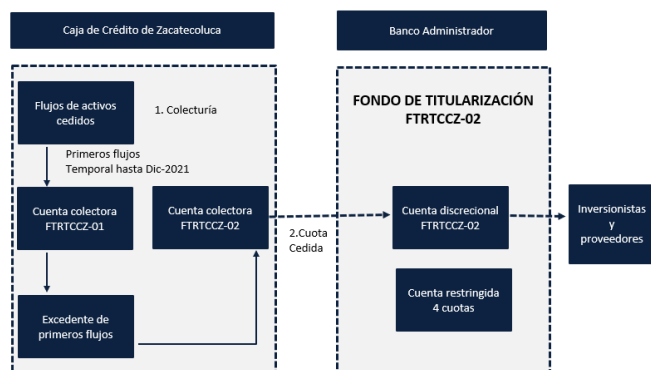 Caja de Crédito de Zacatecoluca
Banco Administrador
Flujos de activos
cedidos
1. Colecturía
Primeros flujos
Temporal hasta Dic-2021
Cuenta colectora
FTRTCCZ-01
Cuenta colectora
FTRTCCZ-02
Excedente de
primeros flujos
2.Cuota
Cedida
FONDO DE TITULARIZACIÓN
FTRTCCZ-02
Cuenta discrecional
FTRTCCZ-02
Cuenta restringida
4 cuotas
Inversionistas
y
proveedores